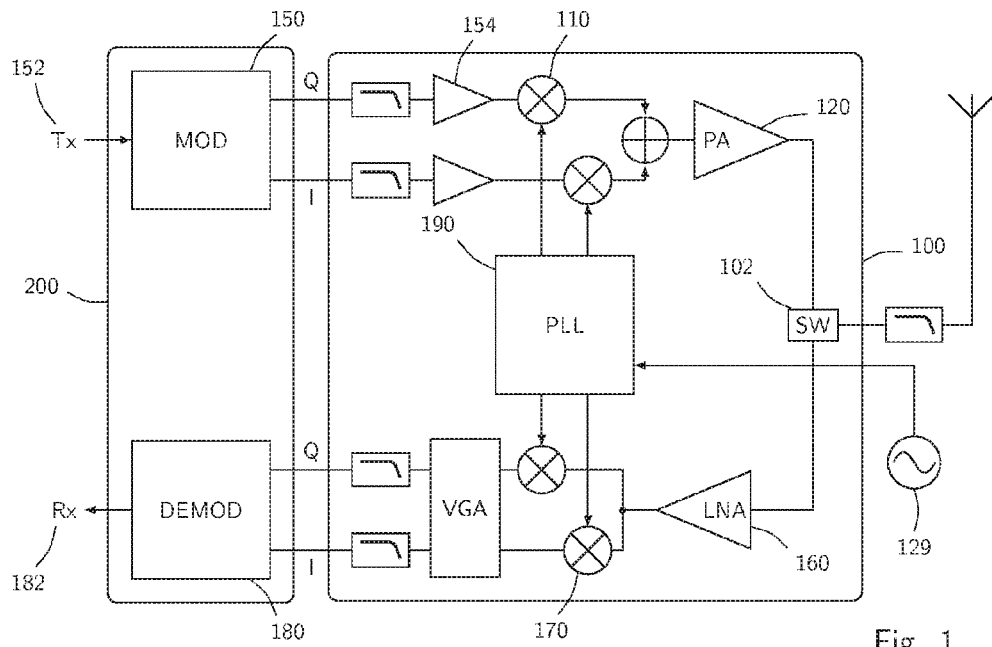 150
154
110
152
Q
120
Tx
MOD
PA
I
190
100
102
200
PLL
SW
Q
Rx
DEMOD
VGA
LNA
129
182
I
160
180
170
Fig. 1